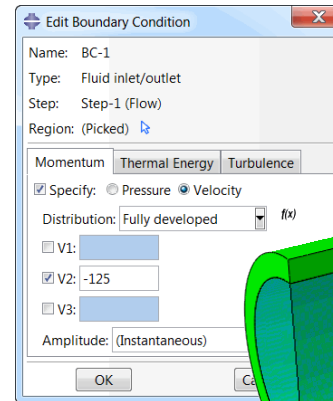 Edit Boundary Condition
Name: BC-1
Type: Fluid inlet/outlet
Step: Step-1 (Flow)
Region: (Picked)
Momentum Thermal Energy Turbulence
Specify: Pressure Velocity
Distribution: Fully developed f(x)
V1:
V2: -125
V3:
Amplitude: (Instantaneous)
OK Ca